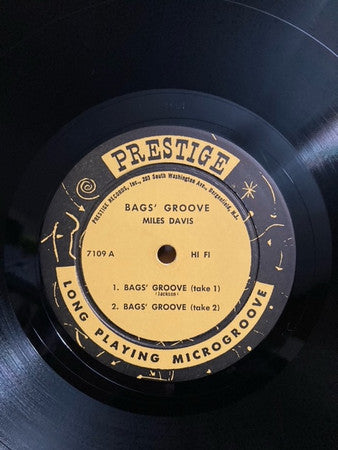 PRESTIGE
PRESTIGE RECORDS, Inc., 203 South Washington Ave., Bergenfield, N.J.
BAGS' GROOVE
MILES DAVIS
7109 A HI FI
1. BAGS' GROOVE (take 1)
(Jackson)
2. BAGS' GROOVE (take 2)
LONG PLAYING MICROGROOVE